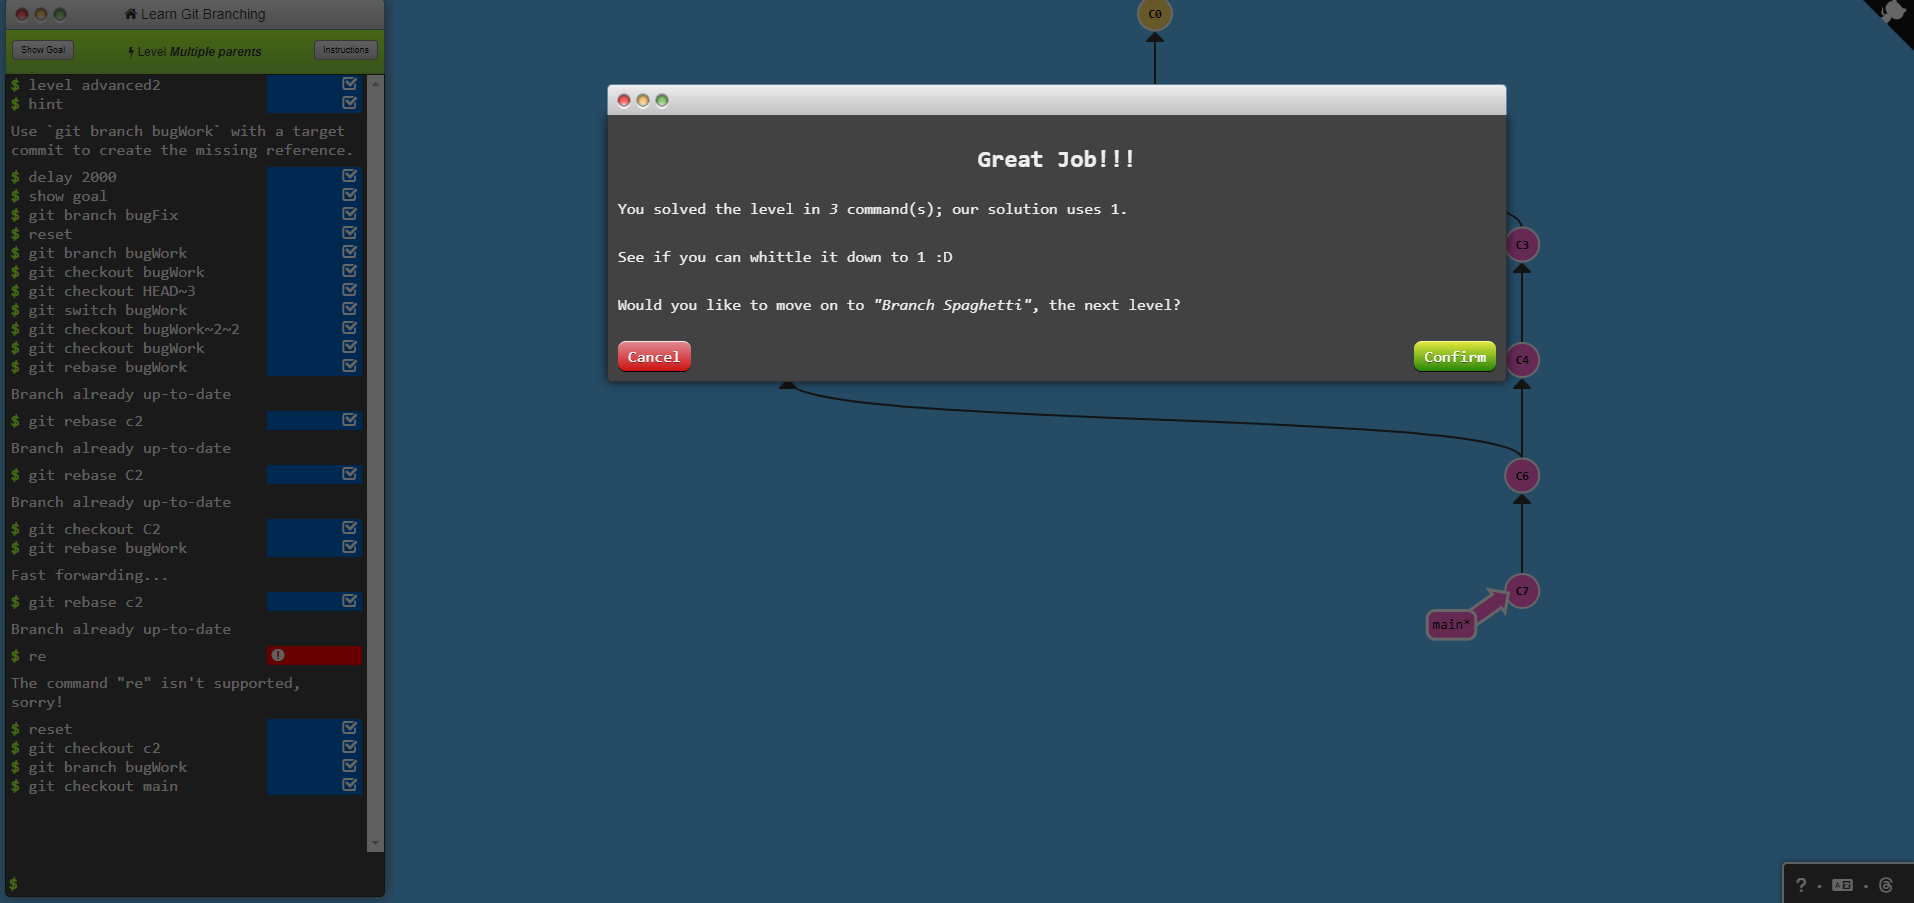 Learn Git Branching
Show Goal
Level Multiple parents
Instructions
$ level advanced2
$ hint
Use `git branch bugWork` with a target
commit to create the missing reference.
$ delay 2000
$ show goal
$ git branch bugFix
$ reset
$ git branch bugWork
$ git checkout bugWork
$ git checkout HEAD~3
$ git switch bugWork
$ git checkout bugWork~2~2
$ git checkout bugWork
$ git rebase bugWork
Branch already up-to-date
$ git rebase c2
Branch already up-to-date
$ git rebase C2
Branch already up-to-date
$ git checkout C2
$ git rebase bugWork
Fast forwarding...
$ git rebase c2
Branch already up-to-date
$ re
The command "re" isn't supported,
sorry!
$ reset
$ git checkout c2
$ git branch bugWork
$ git checkout main
$
C0
Great Job!!!
You solved the level in 3 command(s); our solution uses 1.
See if you can whittle it down to 1 :D
Would you like to move on to "Branch Spaghetti", the next level?
Cancel
Confirm
C3
C4
C6
C7
main*